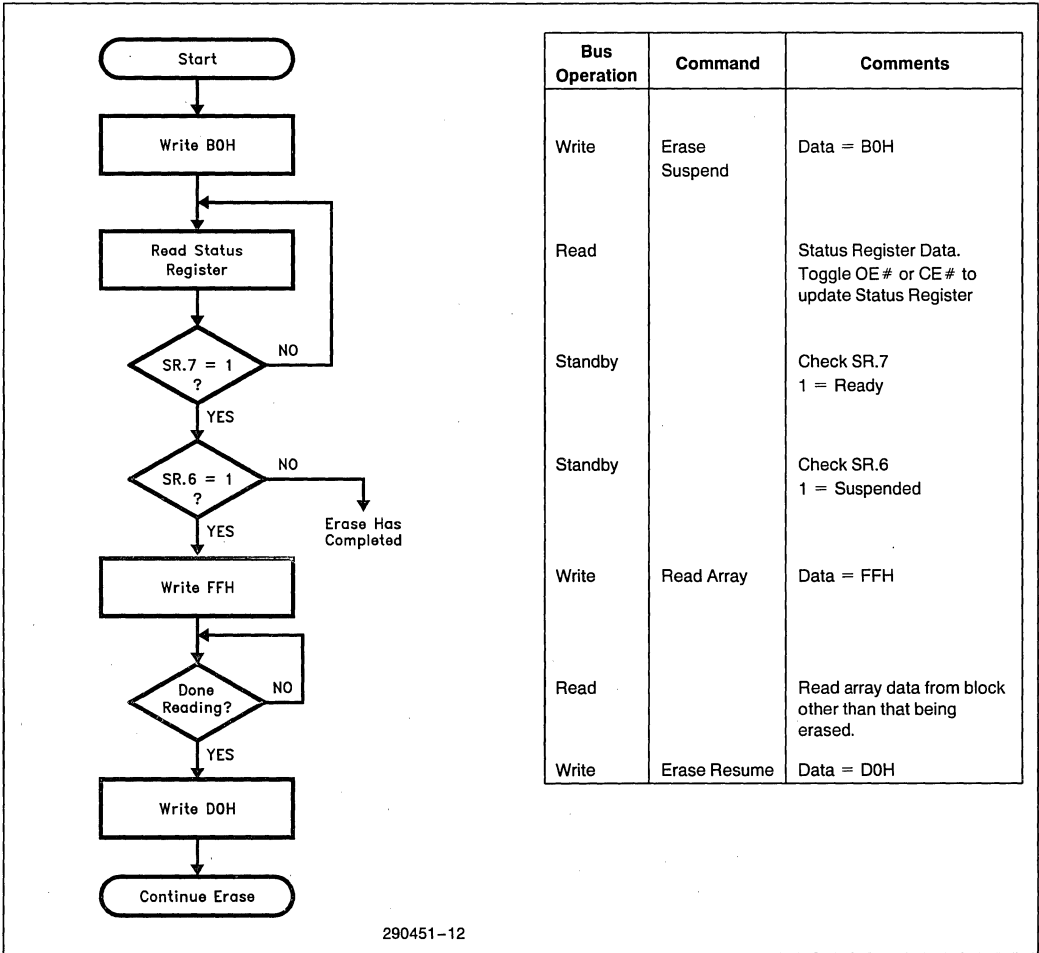 Start
Write B0H
Read Status
Register
SR.7 = 1
?
NO
YES
SR.6 = 1
?
NO
YES
Erase Has
Completed
Write FFH
Done
Reading?
NO
YES
Write D0H
Continue Erase
290451-12
Bus
Operation
Command
Comments
Write
Erase
Suspend
Data = B0H
Read
Status Register Data.
Toggle OE# or CE# to
update Status Register
Standby
Check SR.7
1 = Ready
Standby
Check SR.6
1 = Suspended
Write
Read Array
Data = FFH
Read
Read array data from block
other than that being
erased.
Write
Erase Resume
Data = D0H